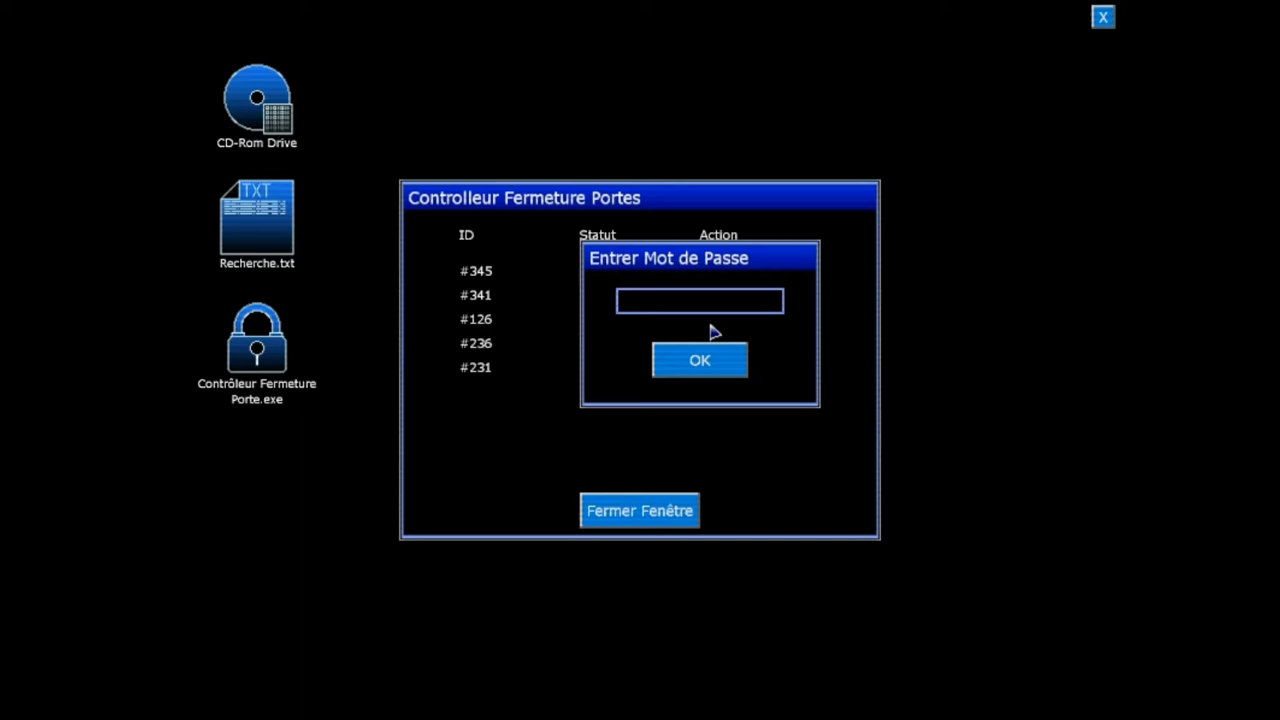 X
CD-Rom Drive
TXT
Recherche.txt
Contrôleur Fermeture
Porte.exe
Controlleur Fermeture Portes
ID Statut Action
#345
#341
#126
#236
#231
Entrer Mot de Passe
OK
Fermer Fenêtre